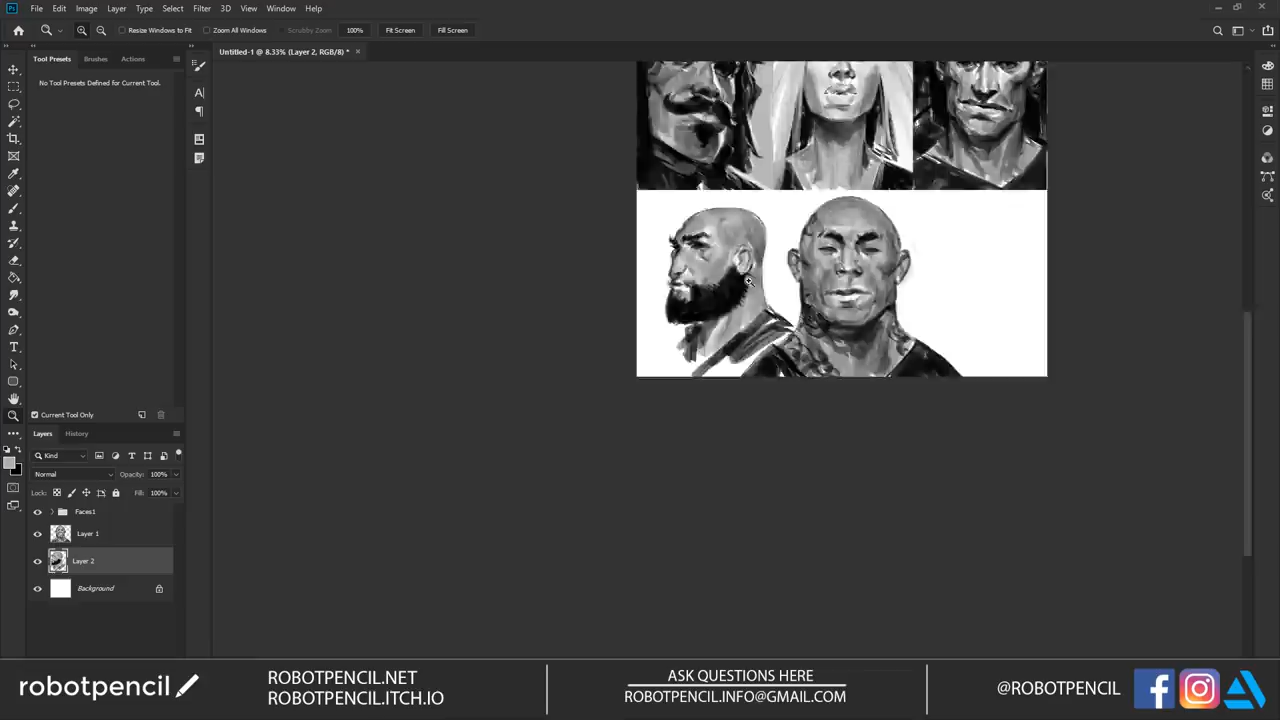 Ps File Edit Image Layer Type Select Filter 3D View Window Help
Resize Windows to Fit Zoom All Windows Scrubby Zoom 100% Fit Screen Fill Screen
Tool Presets Brushes Actions
Untitled-1 @ 8.33% (Layer 2, RGB/8) *
No Tool Presets Defined for Current Tool.
Current Tool Only
Layers History
Kind
Normal Opacity: 100%
Lock: Fill: 100%
Faces1
Layer 1
Layer 2
Background
robotpencil
ROBOTPENCIL.NET
ROBOTPENCIL.ITCH.IO
ASK QUESTIONS HERE
ROBOTPENCIL.INFO@GMAIL.COM
@ROBOTPENCIL